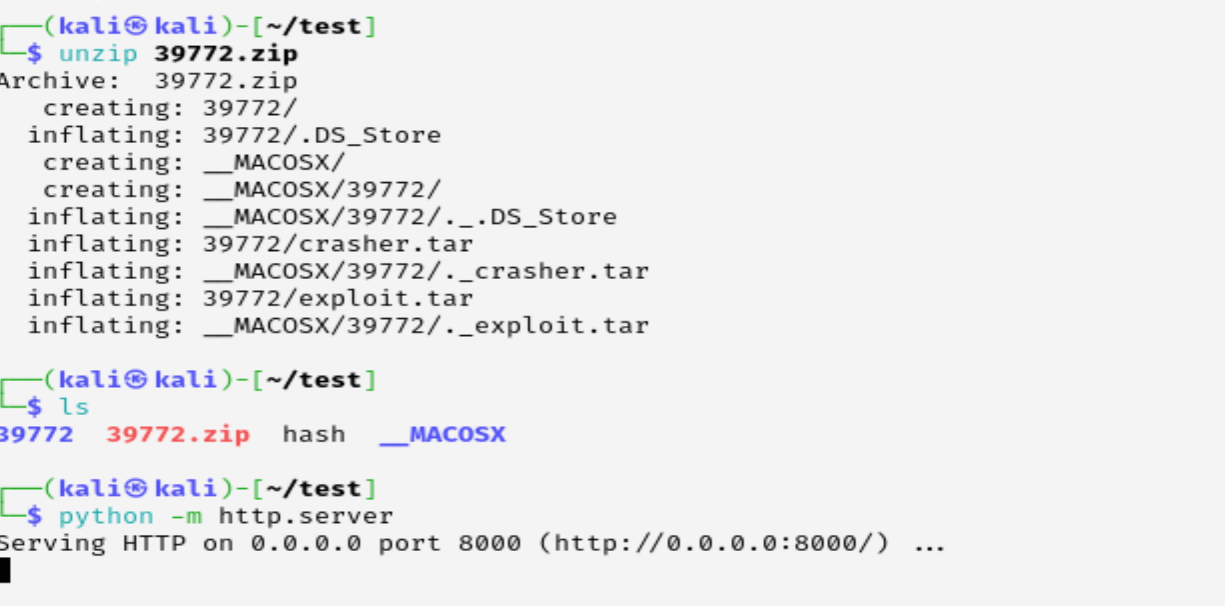 ┌──(kali㉿kali)-[~/test]
└─$ unzip 39772.zip
Archive:  39772.zip
   creating: 39772/
  inflating: 39772/.DS_Store
   creating: __MACOSX/
   creating: __MACOSX/39772/
  inflating: __MACOSX/39772/._.DS_Store
  inflating: 39772/crasher.tar
  inflating: __MACOSX/39772/._crasher.tar
  inflating: 39772/exploit.tar
  inflating: __MACOSX/39772/._exploit.tar
┌──(kali㉿kali)-[~/test]
└─$ ls
39772  39772.zip  hash  __MACOSX
┌──(kali㉿kali)-[~/test]
└─$ python -m http.server
Serving HTTP on 0.0.0.0 port 8000 (http://0.0.0.0:8000/) ...